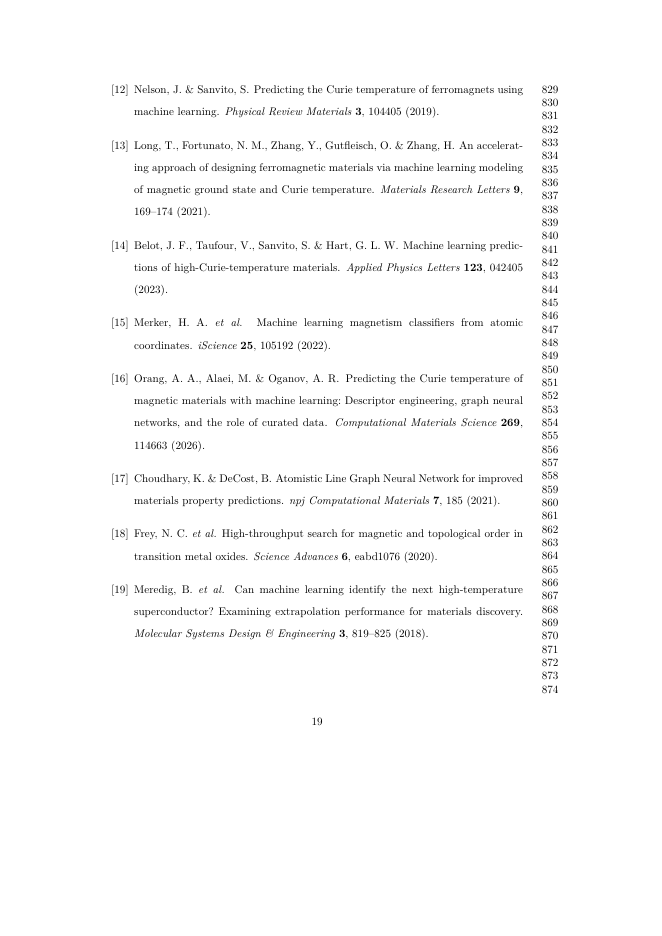 [12] Nelson, J. & Sanvito, S. Predicting the Curie temperature of ferromagnets using
machine learning. Physical Review Materials 3, 104405 (2019).
[13] Long, T., Fortunato, N. M., Zhang, Y., Gutfleisch, O. & Zhang, H. An accelerat-
ing approach of designing ferromagnetic materials via machine learning modeling
of magnetic ground state and Curie temperature. Materials Research Letters 9,
169–174 (2021).
[14] Belot, J. F., Taufour, V., Sanvito, S. & Hart, G. L. W. Machine learning predic-
tions of high-Curie-temperature materials. Applied Physics Letters 123, 042405
(2023).
[15] Merker, H. A. et al. Machine learning magnetism classifiers from atomic
coordinates. iScience 25, 105192 (2022).
[16] Orang, A. A., Alaei, M. & Oganov, A. R. Predicting the Curie temperature of
magnetic materials with machine learning: Descriptor engineering, graph neural
networks, and the role of curated data. Computational Materials Science 269,
114663 (2026).
[17] Choudhary, K. & DeCost, B. Atomistic Line Graph Neural Network for improved
materials property predictions. npj Computational Materials 7, 185 (2021).
[18] Frey, N. C. et al. High-throughput search for magnetic and topological order in
transition metal oxides. Science Advances 6, eabd1076 (2020).
[19] Meredig, B. et al. Can machine learning identify the next high-temperature
superconductor? Examining extrapolation performance for materials discovery.
Molecular Systems Design & Engineering 3, 819–825 (2018).
829
830
831
832
833
834
835
836
837
838
839
840
841
842
843
844
845
846
847
848
849
850
851
852
853
854
855
856
857
858
859
860
861
862
863
864
865
866
867
868
869
870
871
872
873
874
19